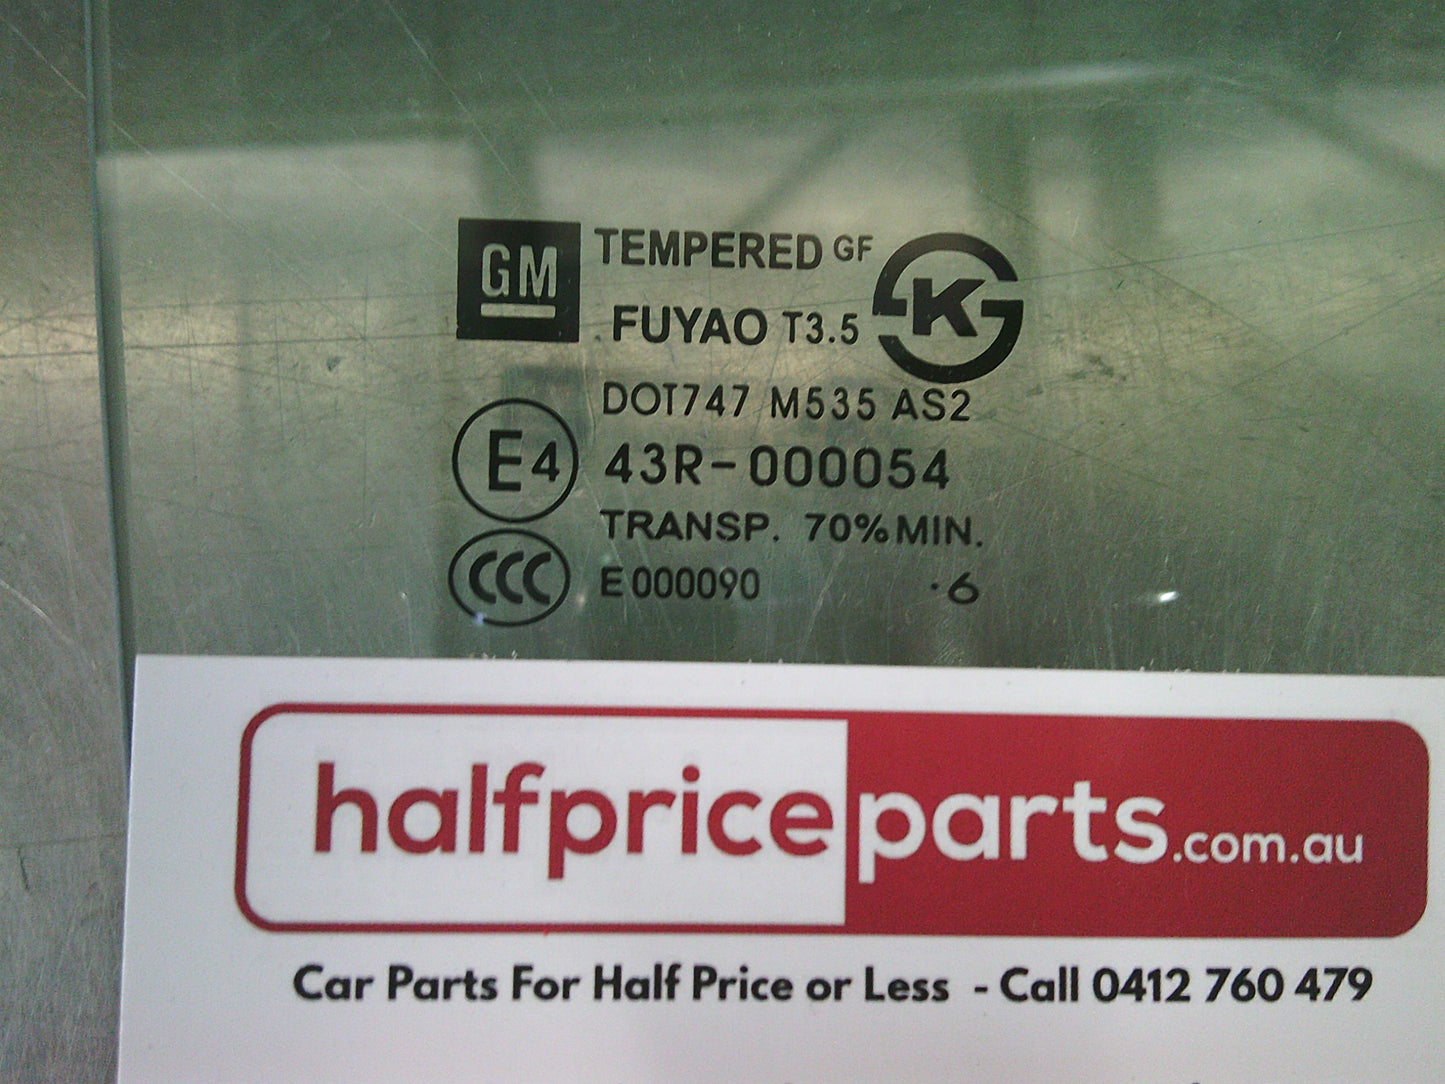 GM TEMPERED GF
FUYAO T3.5 K
DOT747 M535 AS2
E4 43R-000054
TRANSP. 70% MIN.
CCC E000090 .6
halfpriceparts.com.au
Car Parts For Half Price or Less - Call 0412 760 479